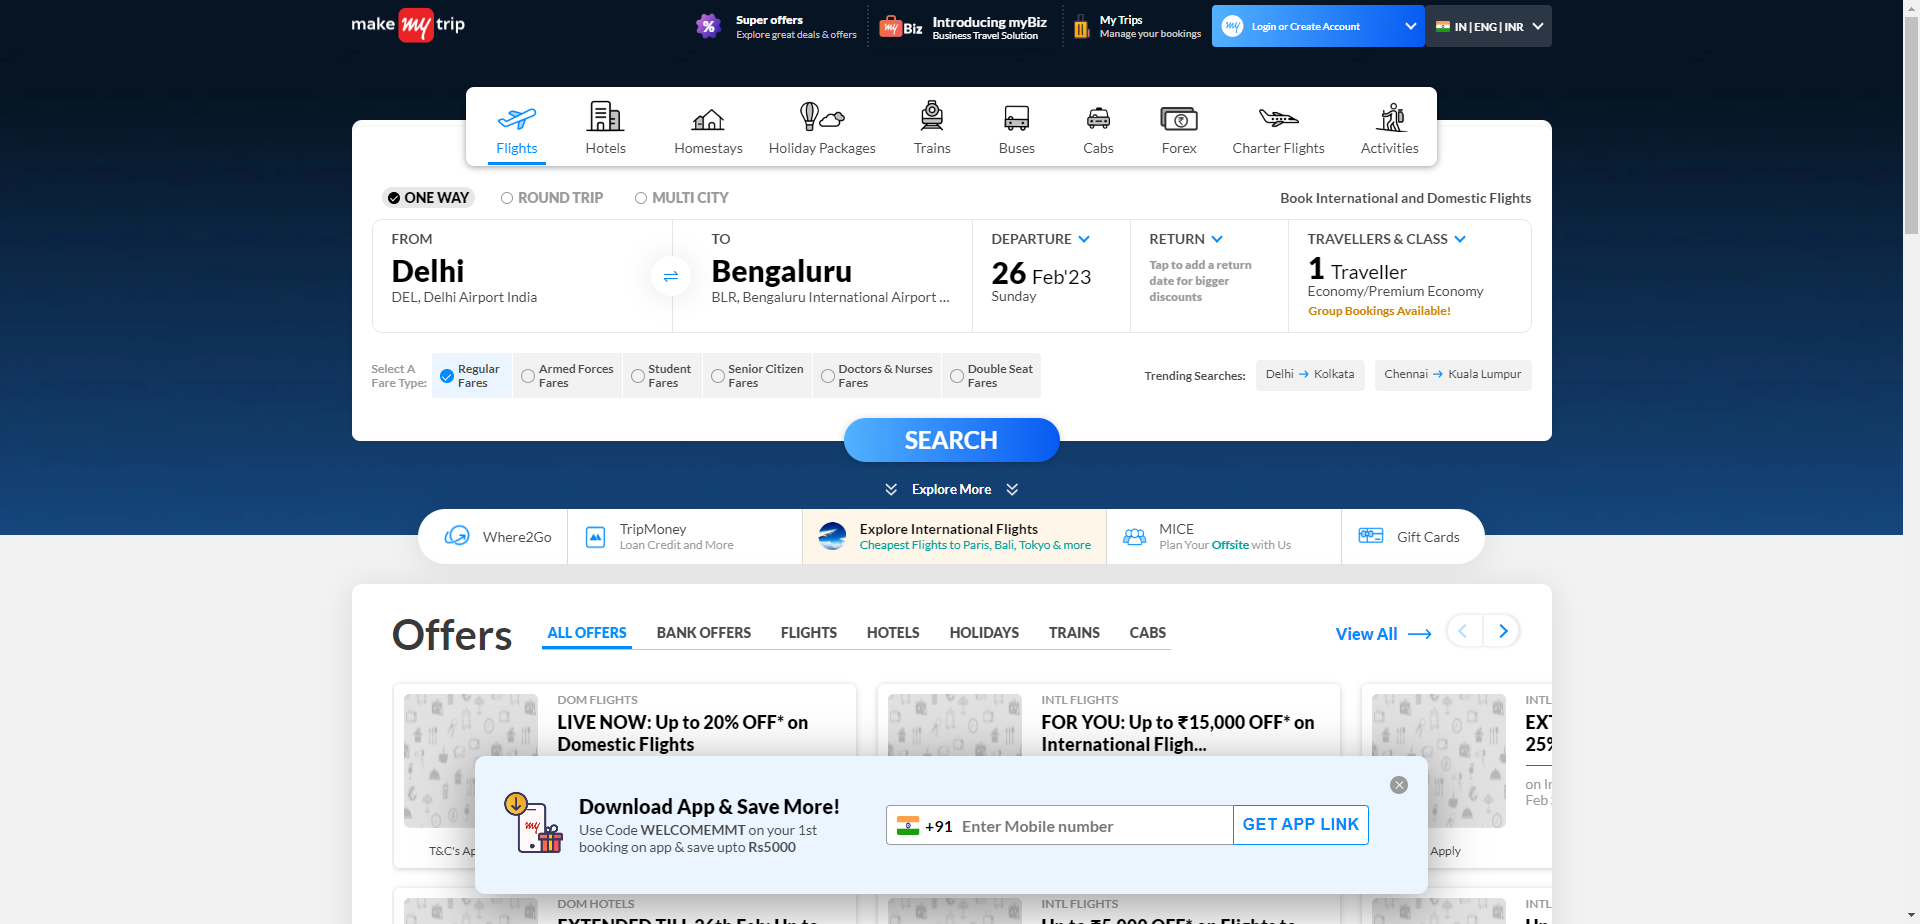 make my trip
Super offers
Explore great deals & offers
my Biz
Introducing myBiz
Business Travel Solution
My Trips
Manage your bookings
my
Login or Create Account
IN | ENG | INR
Flights
Hotels
Homestays
Holiday Packages
Trains
Buses
Cabs
Forex
Charter Flights
Activities
ONE WAY
ROUND TRIP
MULTI CITY
Book International and Domestic Flights
FROM
Delhi
DEL, Delhi Airport India
TO
Bengaluru
BLR, Bengaluru International Airport ...
DEPARTURE
26 Feb'23
Sunday
RETURN
Tap to add a return
date for bigger
discounts
TRAVELLERS & CLASS
1 Traveller
Economy/Premium Economy
Group Bookings Available!
Select A
Fare Type:
Regular
Fares
Armed Forces
Fares
Student
Fares
Senior Citizen
Fares
Doctors & Nurses
Fares
Double Seat
Fares
Trending Searches:
Delhi → Kolkata
Chennai → Kuala Lumpur
SEARCH
Explore More
Where2Go
TripMoney
Loan Credit and More
Explore International Flights
Cheapest Flights to Paris, Bali, Tokyo & more
MICE
Plan Your Offsite with Us
Gift Cards
Offers
ALL OFFERS
BANK OFFERS
FLIGHTS
HOTELS
HOLIDAYS
TRAINS
CABS
View All
DOM FLIGHTS
LIVE NOW: Up to 20% OFF* on
Domestic Flights
T&C's Ap
INTL FLIGHTS
FOR YOU: Up to ₹15,000 OFF* on
International Fligh...
INTL
EXT
25%
on In
Feb
Apply
my
Download App & Save More!
Use Code WELCOMEMMT on your 1st
booking on app & save upto Rs5000
+91 Enter Mobile number
GET APP LINK
DOM HOTELS
EXTENDED TILL 26th Feb: Up to
INTL FLIGHTS
Up to ₹5,000 OFF* on Flights to
INTL
Up